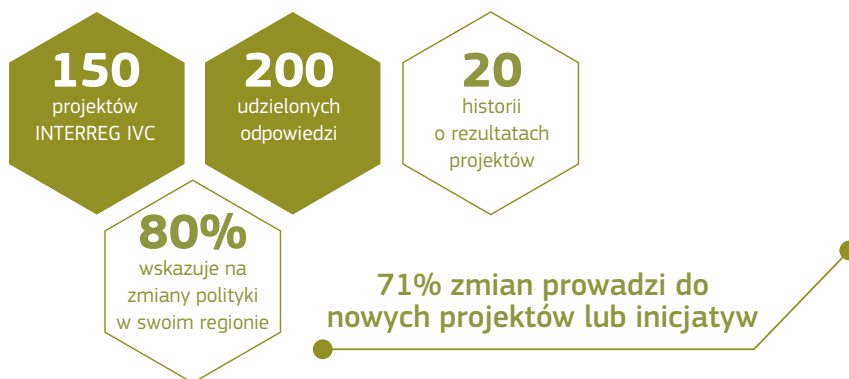 150
projektów
INTERREG IVC
200
udzielonych
odpowiedzi
20
historii
o rezultatach
projektów
80%
wskazuje na
zmiany polityki
w swoim regionie
71% zmian prowadzi do
nowych projektów lub inicjatyw